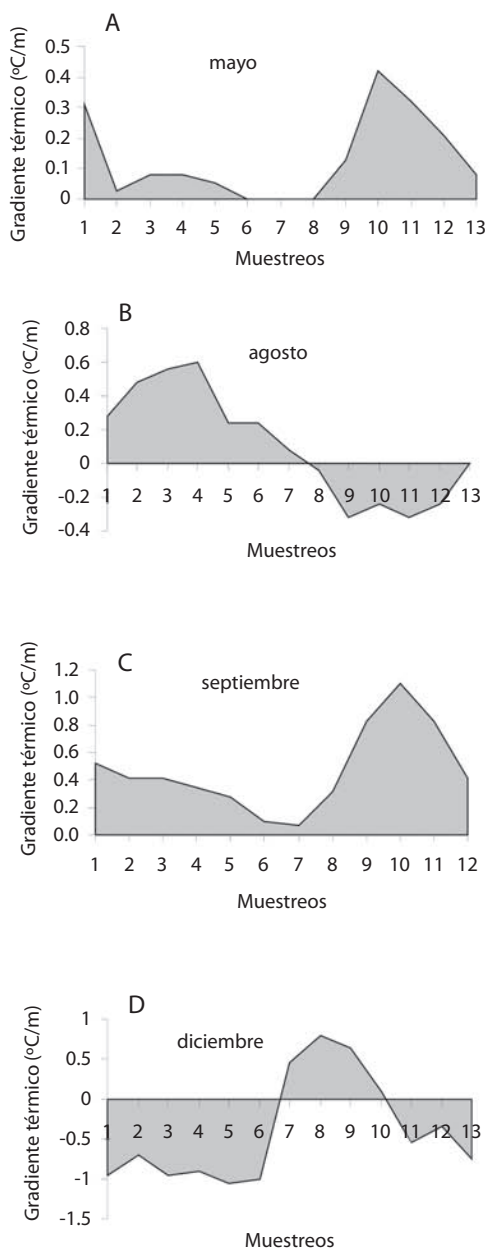 A
mayo
Gradiente térmico (ºC/m)
0.5
0.4
0.3
0.2
0.1
0
1 2 3 4 5 6 7 8 9 10 11 12 13
Muestreos
B
agosto
Gradiente térmico (ºC/m)
0.8
0.6
0.4
0.2
0
-0.2
-0.4
1 2 3 4 5 6 7 8 9 10 11 12 13
Muestreos
C
septiembre
Gradiente térmico (ºC/m)
1.2
1.0
0.8
0.6
0.4
0.2
0.0
1 2 3 4 5 6 7 8 9 10 11 12
Muestreos
D
diciembre
Gradiente térmico (ºC/m)
1
0.5
0
-0.5
-1
-1.5
1 2 3 4 5 6 7 8 9 10 11 12 13
Muestreos